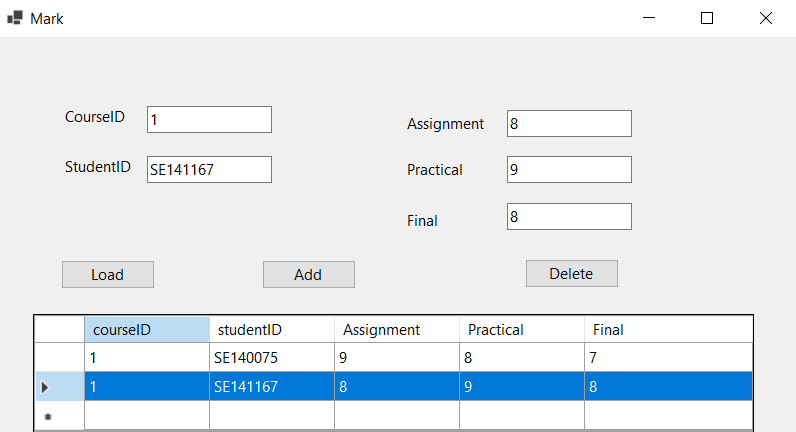 Mark
CourseID 1
Assignment 8
StudentID SE141167
Practical 9
Final 8
Load Add Delete
courseID studentID Assignment Practical Final
1 SE140075 9 8 7
1 SE141167 8 9 8